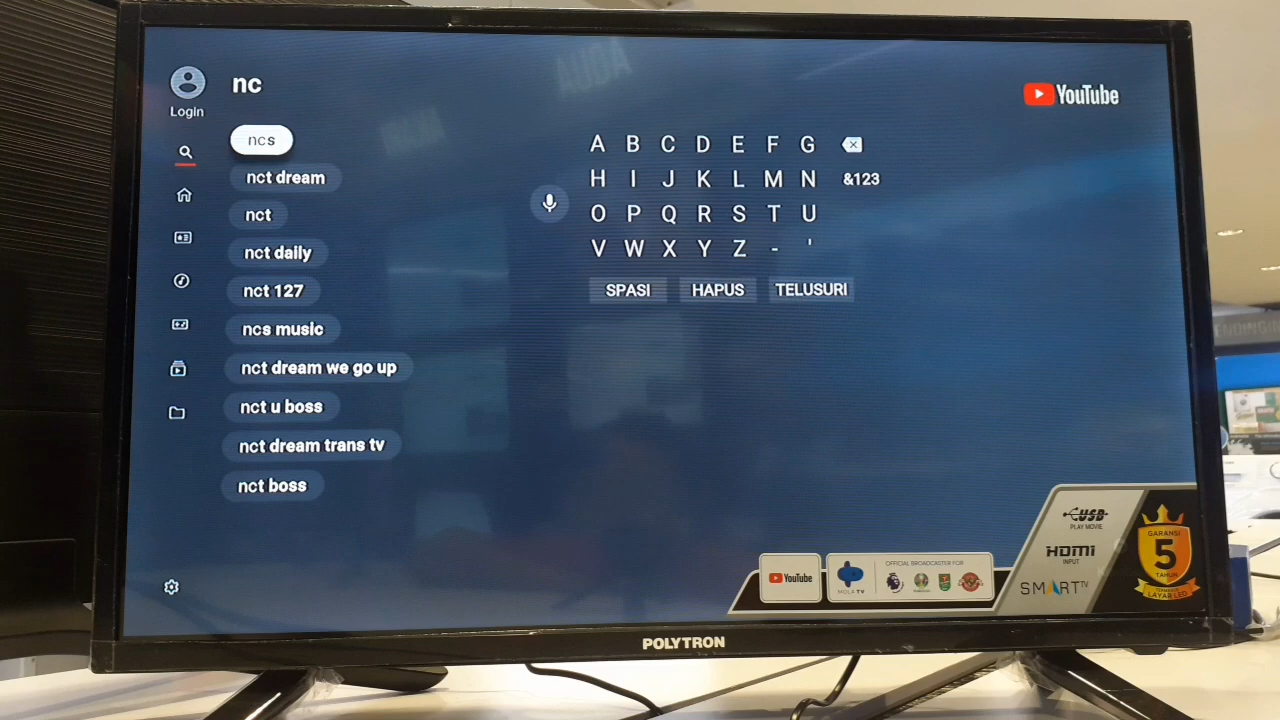 nc
YouTube
Login
ncs
nct dream
nct
nct daily
nct 127
ncs music
nct dream we go up
nct u boss
nct dream trans tv
nct boss
A B C D E F G
H I J K L M N &123
O P Q R S T U
V W X Y Z - '
SPASI HAPUS TELUSURI
USB
PLAY MOVIE
HDMI
INPUT
SMART TV
GARANSI
5
TAHUN
LAYAR LED
YouTube
MOLA TV
OFFICIAL BROADCASTER FOR
POLYTRON